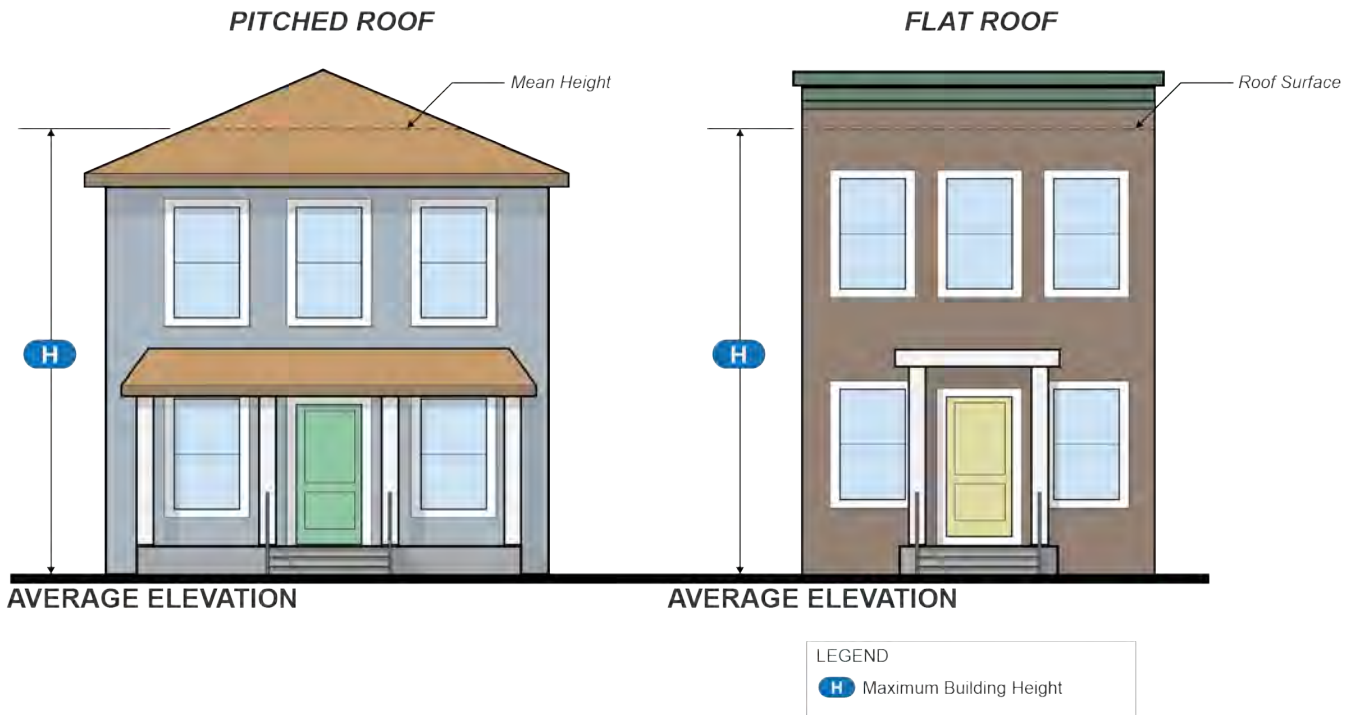 PITCHED ROOF
FLAT ROOF
Mean Height
Roof Surface
H
H
AVERAGE ELEVATION
AVERAGE ELEVATION
LEGEND
H Maximum Building Height